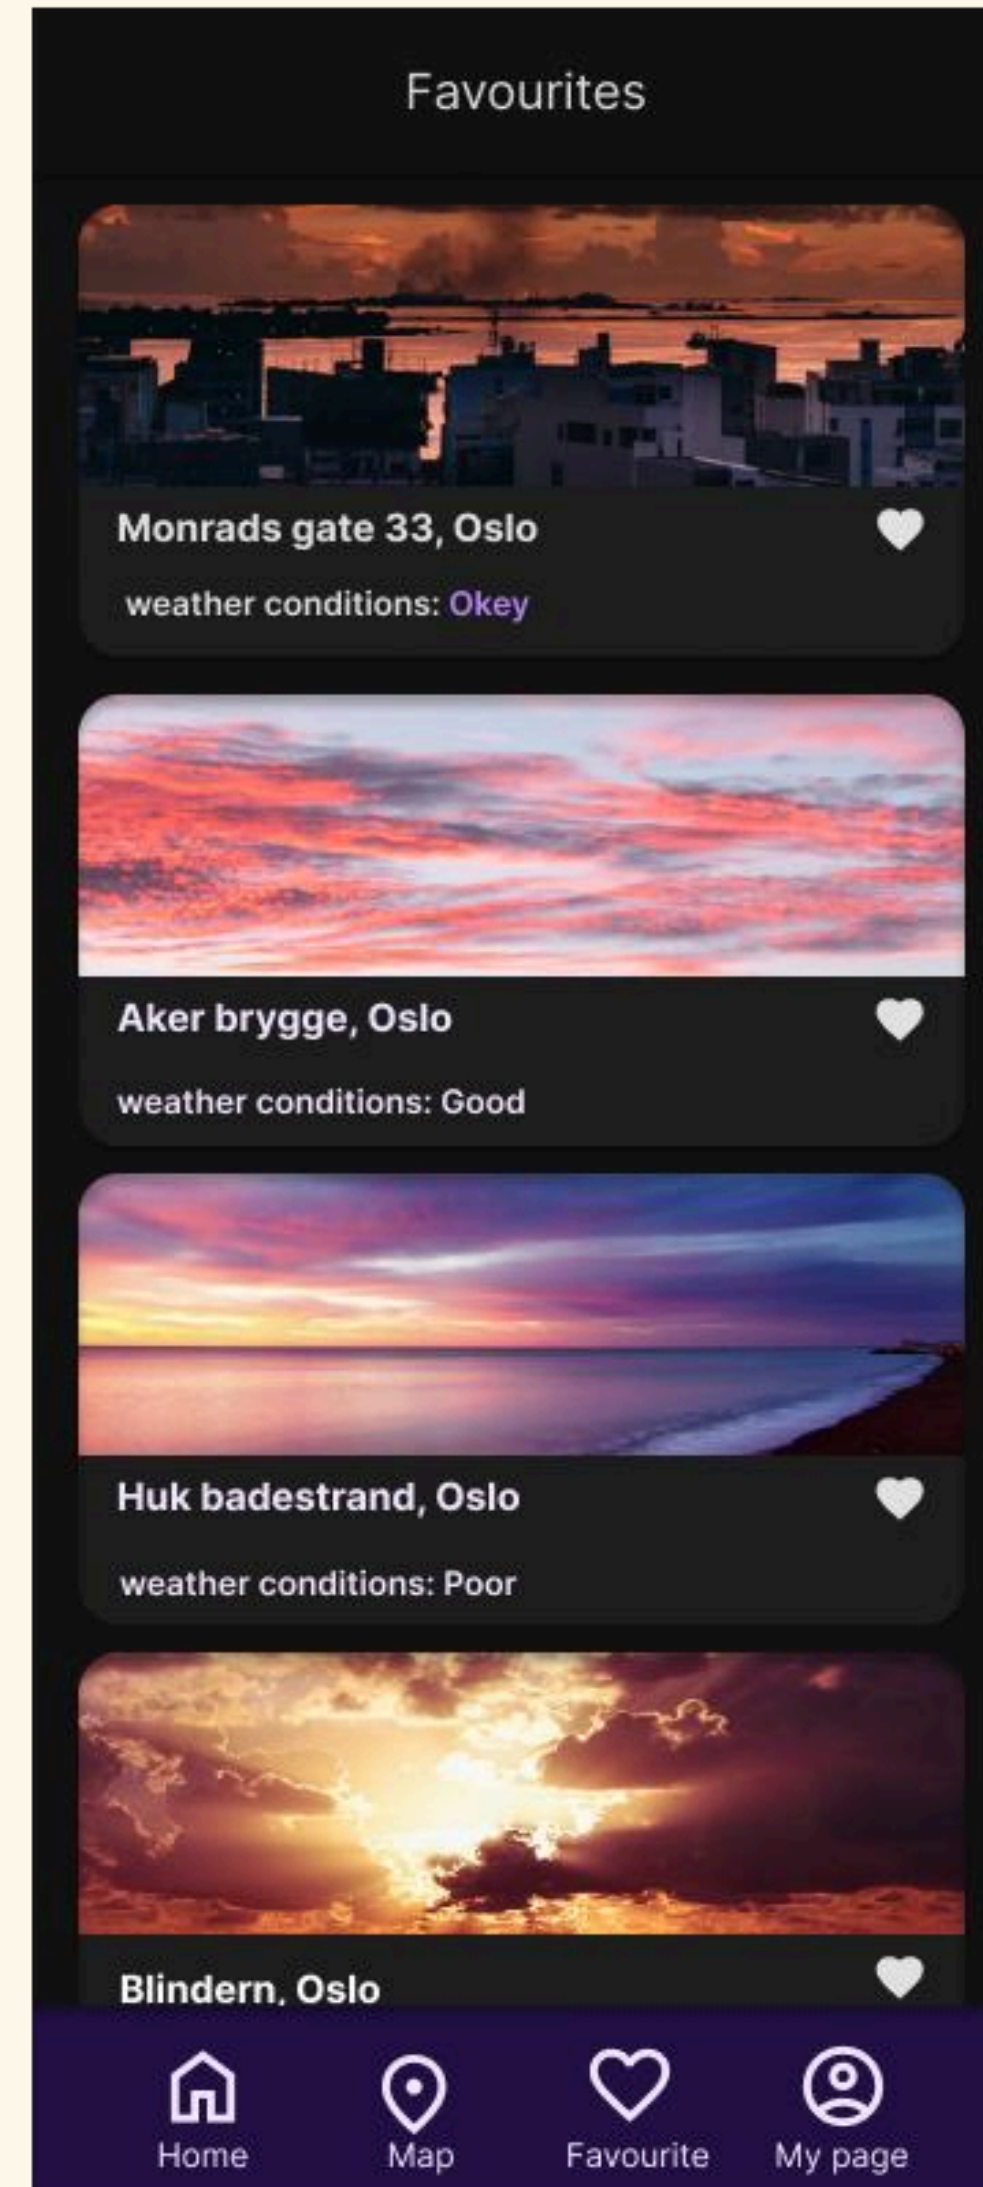 Favourites
Monrads gate 33, Oslo
weather conditions: Okey
Aker brygge, Oslo
weather conditions: Good
Huk badestrand, Oslo
weather conditions: Poor
Blindern, Oslo
Home Map Favourite My page